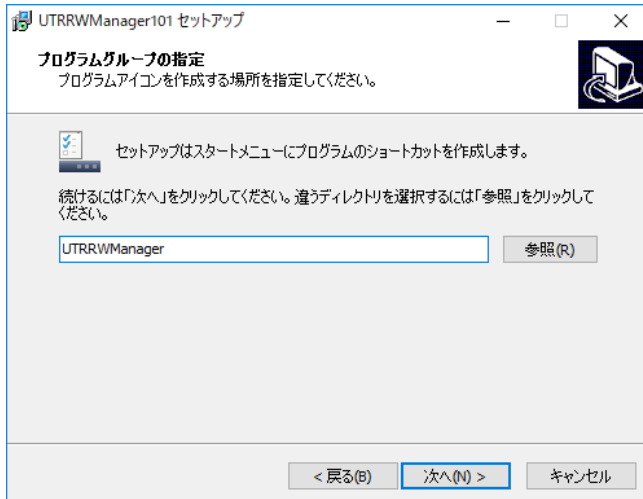 UTRRWManager101 セットアップ
プログラムグループの指定
プログラムアイコンを作成する場所を指定してください。
セットアップはスタートメニューにプログラムのショートカットを作成します。
続けるには「次へ」をクリックしてください。違うディレクトリを選択するには「参照」をクリックして
ください。
UTRRWManager
参照(R)
< 戻る(B)
次へ(N) >
キャンセル